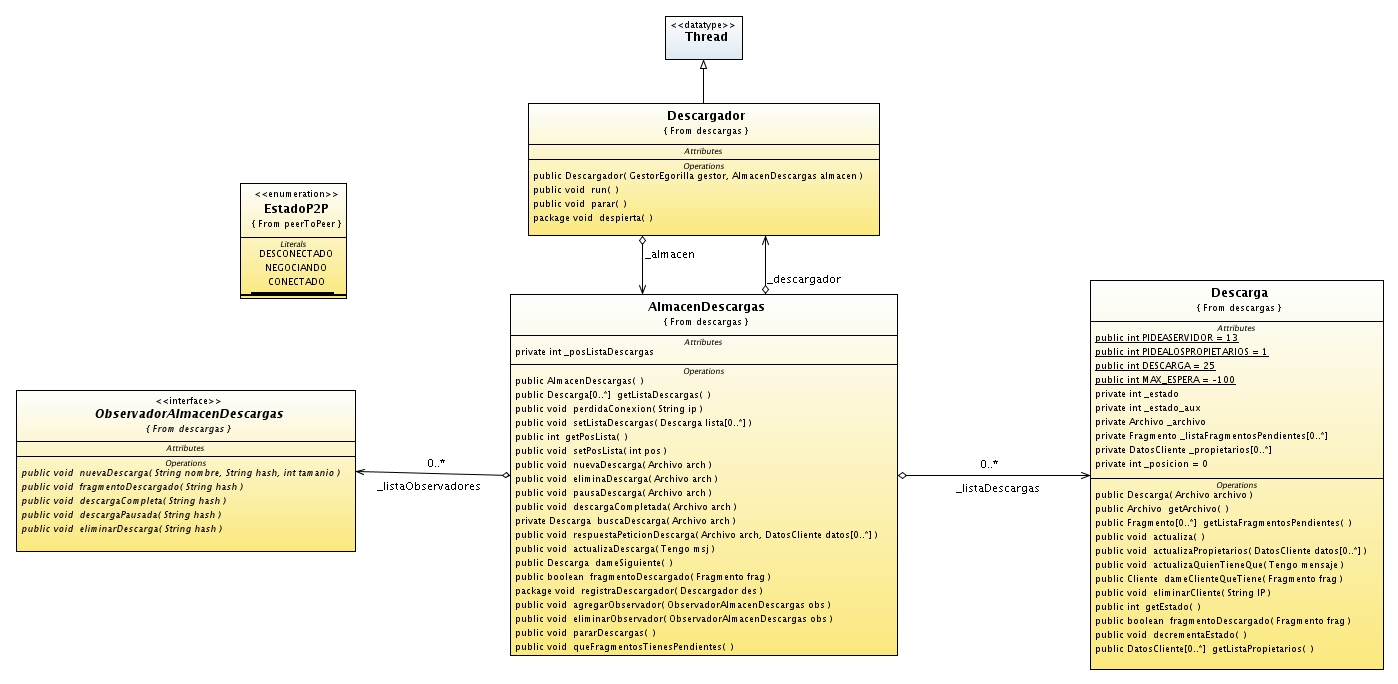 <<datatype>>
Thread
Descargador
{ From descargas }
Attributes
Operations
public Descargador( GestorEgorilla gestor, AlmacenDescargas almacen )
public void run( )
public void parar( )
package void despierta( )
<<enumeration>>
EstadoP2P
{ From peerToPeer }
Literals
DESCONECTADO
NEGOCIANDO
CONECTADO
_almacen
_descargador
AlmacenDescargas
{ From descargas }
Attributes
private int _posListaDescargas
Operations
public AlmacenDescargas( )
public Descarga[0..*] getListaDescargas( )
public void perdidaConexion( String ip )
public void setListaDescargas( Descarga lista[0..*] )
public int getPosLista( )
public void setPosLista( int pos )
public void nuevaDescarga( Archivo arch )
public void eliminaDescarga( Archivo arch )
public void pausaDescarga( Archivo arch )
public void descargaCompletada( Archivo arch )
private Descarga buscaDescarga( Archivo arch )
public void respuestaPeticionDescarga( Archivo arch, DatosCliente datos[0..*] )
public void actualizaDescarga( Tengo msj )
public Descarga dameSiguiente( )
public boolean fragmentoDescargado( Fragmento frag )
package void registraDescargador( Descargador des )
public void agregarObservador( ObservadorAlmacenDescargas obs )
public void eliminarObservador( ObservadorAlmacenDescargas obs )
public void pararDescargas( )
public void queFragmentosTienesPendientes( )
<<interface>>
ObservadorAlmacenDescargas
{ From descargas }
Attributes
Operations
public void nuevaDescarga( String nombre, String hash, int tamanio )
public void fragmentoDescargado( String hash )
public void descargaCompleta( String hash )
public void descargaPausada( String hash )
public void eliminarDescarga( String hash )
0..*
_listaObservadores
0..*
_listaDescargas
Descarga
{ From descargas }
Attributes
public int PIDEASERVIDOR = 13
public int PIDEALOSPROPIETARIOS = 1
public int DESCARGA = 25
public int MAX_ESPERA = -100
private int _estado
private int _estado_aux
private Archivo _archivo
private Fragmento _listaFragmentosPendientes[0..*]
private DatosCliente _propietarios[0..*]
private int _posicion = 0
Operations
public Descarga( Archivo archivo )
public Archivo getArchivo( )
public Fragmento[0..*] getListaFragmentosPendientes( )
public void actualiza( )
public void actualizaPropietarios( DatosCliente datos[0..*] )
public void actualizaQuienTieneQue( Tengo mensaje )
public Cliente dameClienteQueTiene( Fragmento frag )
public void eliminarCliente( String IP )
public int getEstado( )
public boolean fragmentoDescargado( Fragmento frag )
public void decrementaEstado( )
public DatosCliente[0..*] getListaPropietarios( )